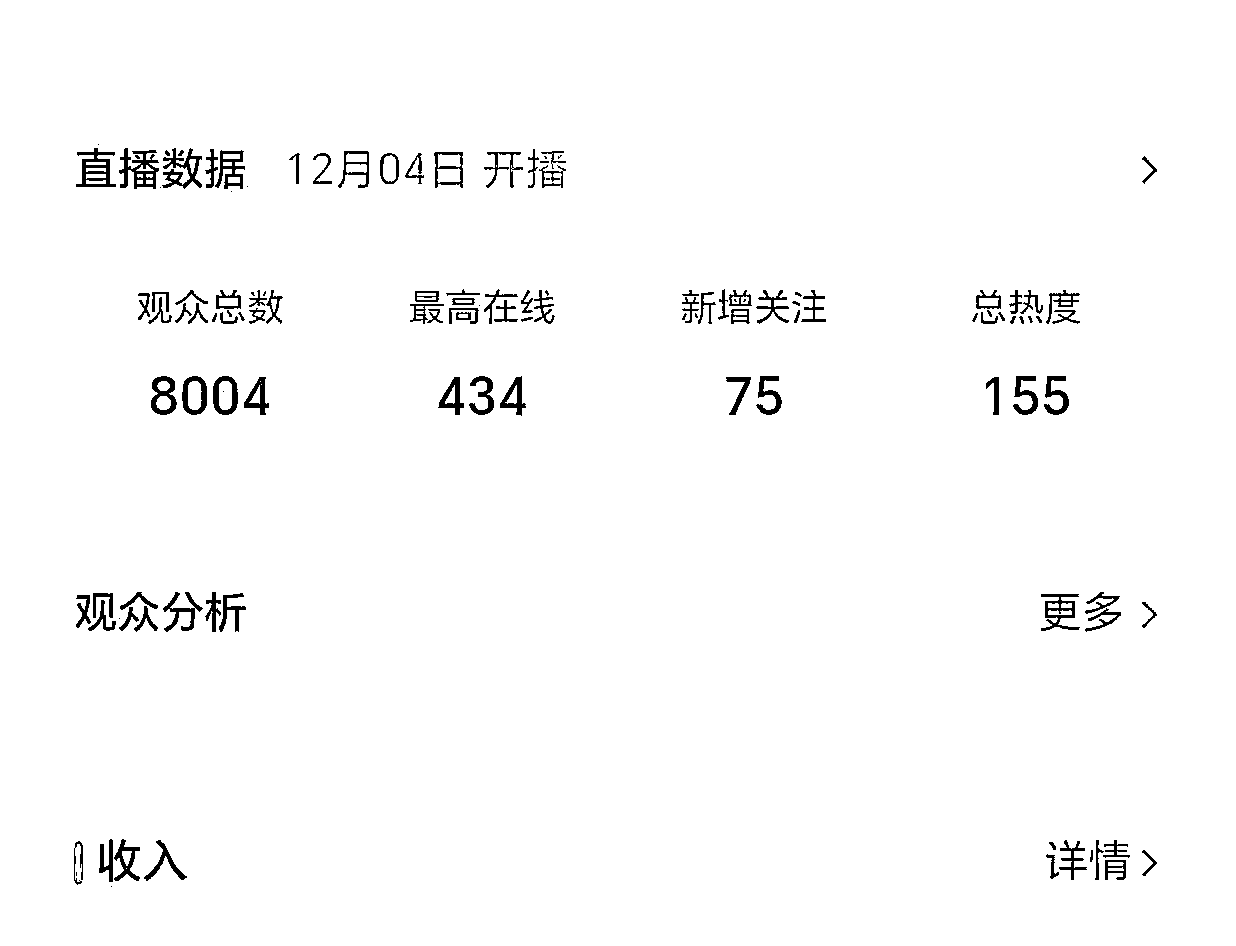 直播数据 12月04日 开播
观众总数 最高在线 新增关注 总热度
8004 434 75 155
观众分析 更多
收入 详情